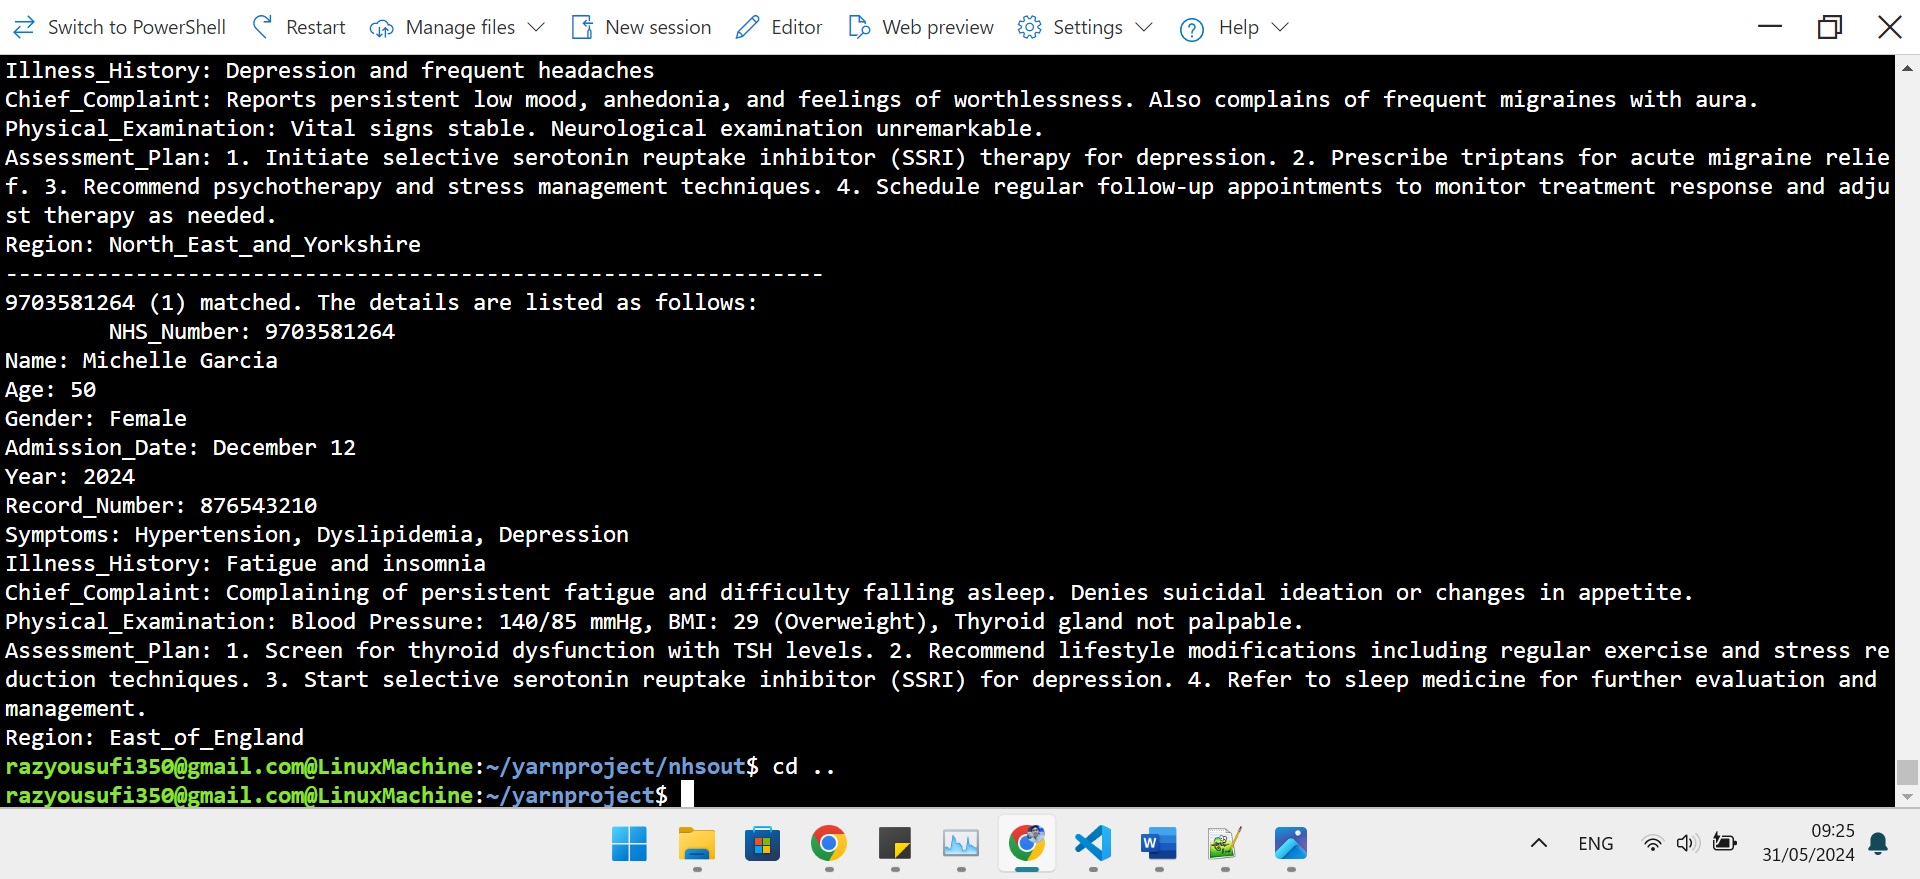 Switch to PowerShell Restart Manage files New session Editor Web preview Settings Help
Illness_History: Depression and frequent headaches
Chief_Complaint: Reports persistent low mood, anhedonia, and feelings of worthlessness. Also complains of frequent migraines with aura.
Physical_Examination: Vital signs stable. Neurological examination unremarkable.
Assessment_Plan: 1. Initiate selective serotonin reuptake inhibitor (SSRI) therapy for depression. 2. Prescribe triptans for acute migraine relie
f. 3. Recommend psychotherapy and stress management techniques. 4. Schedule regular follow-up appointments to monitor treatment response and adju
st therapy as needed.
Region: North_East_and_Yorkshire
---------------------------------------------------------------
9703581264 (1) matched. The details are listed as follows:
NHS_Number: 9703581264
Name: Michelle Garcia
Age: 50
Gender: Female
Admission_Date: December 12
Year: 2024
Record_Number: 876543210
Symptoms: Hypertension, Dyslipidemia, Depression
Illness_History: Fatigue and insomnia
Chief_Complaint: Complaining of persistent fatigue and difficulty falling asleep. Denies suicidal ideation or changes in appetite.
Physical_Examination: Blood Pressure: 140/85 mmHg, BMI: 29 (Overweight), Thyroid gland not palpable.
Assessment_Plan: 1. Screen for thyroid dysfunction with TSH levels. 2. Recommend lifestyle modifications including regular exercise and stress re
duction techniques. 3. Start selective serotonin reuptake inhibitor (SSRI) for depression. 4. Refer to sleep medicine for further evaluation and
management.
Region: East_of_England
razyousufi350@gmail.com@LinuxMachine:~/yarnproject/nhsout$ cd ..
razyousufi350@gmail.com@LinuxMachine:~/yarnproject$
ENG
09:25
31/05/2024